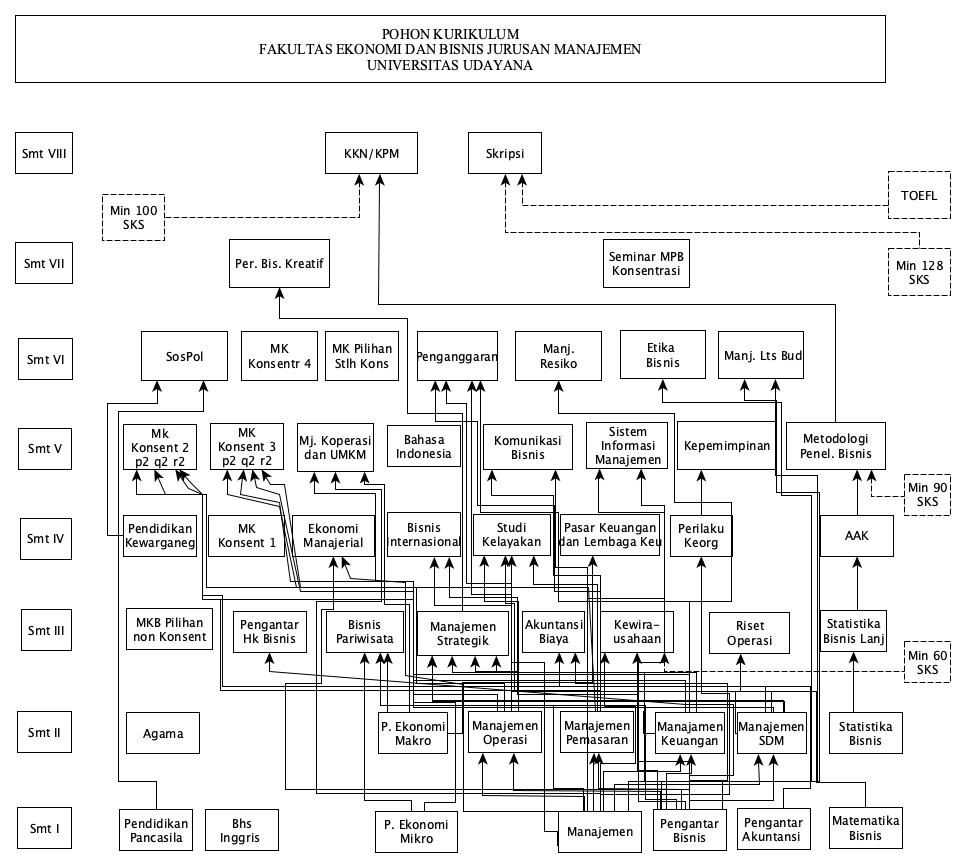 POHON KURIKULUM
FAKULTAS EKONOMI DAN BISNIS JURUSAN MANAJEMEN
UNIVERSITAS UDAYANA
Smt VIII
KKN/KPM
Skripsi
TOEFL
Min 100
SKS
Smt VII
Per. Bis. Kreatif
Seminar MPB
Konsentrasi
Min 128
SKS
Smt VI
SosPol
MK
Konsentr 4
MK Pilihan
Stlh Kons
Penganggaran
Manj.
Resiko
Etika
Bisnis
Manj. Lts Bud
Smt V
Mk
Konsent 2
p2 q2 r2
MK
Konsent 3
p2 q2 r2
Mj. Koperasi
dan UMKM
Bahasa
Indonesia
Komunikasi
Bisnis
Sistem
Informasi
Manajemen
Kepemimpinan
Metodologi
Penel. Bisnis
Min 90
SKS
Smt IV
Pendidikan
Kewarganeg
MK
Konsent 1
Ekonomi
Manajerial
Bisnis
Internasional
Studi
Kelayakan
Pasar Keuangan
dan Lembaga Keu
Perilaku
Keorg
AAK
Smt III
MKB Pilihan
non Konsent
Pengantar
Hk Bisnis
Bisnis
Pariwisata
Manajemen
Strategik
Akuntansi
Biaya
Kewira-
usahaan
Riset
Operasi
Statistika
Bisnis Lanj
Min 60
SKS
Smt II
Agama
P. Ekonomi
Makro
Manajemen
Operasi
Manajemen
Pemasaran
Manajamen
Keuangan
Manajamen
SDM
Statistika
Bisnis
Smt I
Pendidikan
Pancasila
Bhs
Inggris
P. Ekonomi
Mikro
Manajemen
Pengantar
Bisnis
Pengantar
Akuntansi
Matematika
Bisnis